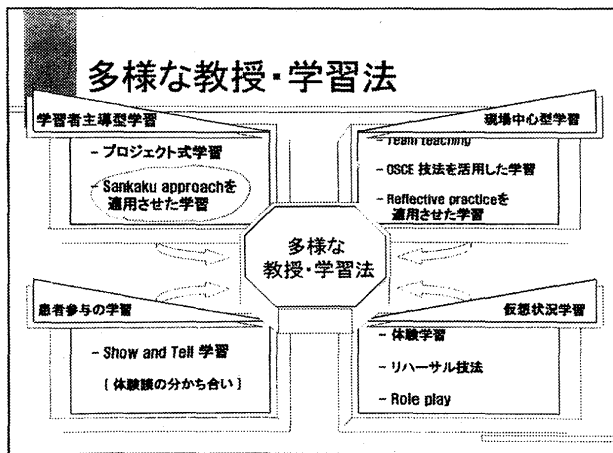 多様な教授・学習法
学習者主導型学習
- プロジェクト式学習
- Sankaku approachを
適用させた学習
現場中心型学習
- Team teaching
- OSCE 技法を活用した学習
- Reflective practiceを
適用させた学習
多様な
教授・学習法
患者参与の学習
- Show and Tell 学習
[ 体験談の分かち合い ]
仮想状況学習
- 体験学習
- リハーサル技法
- Role play